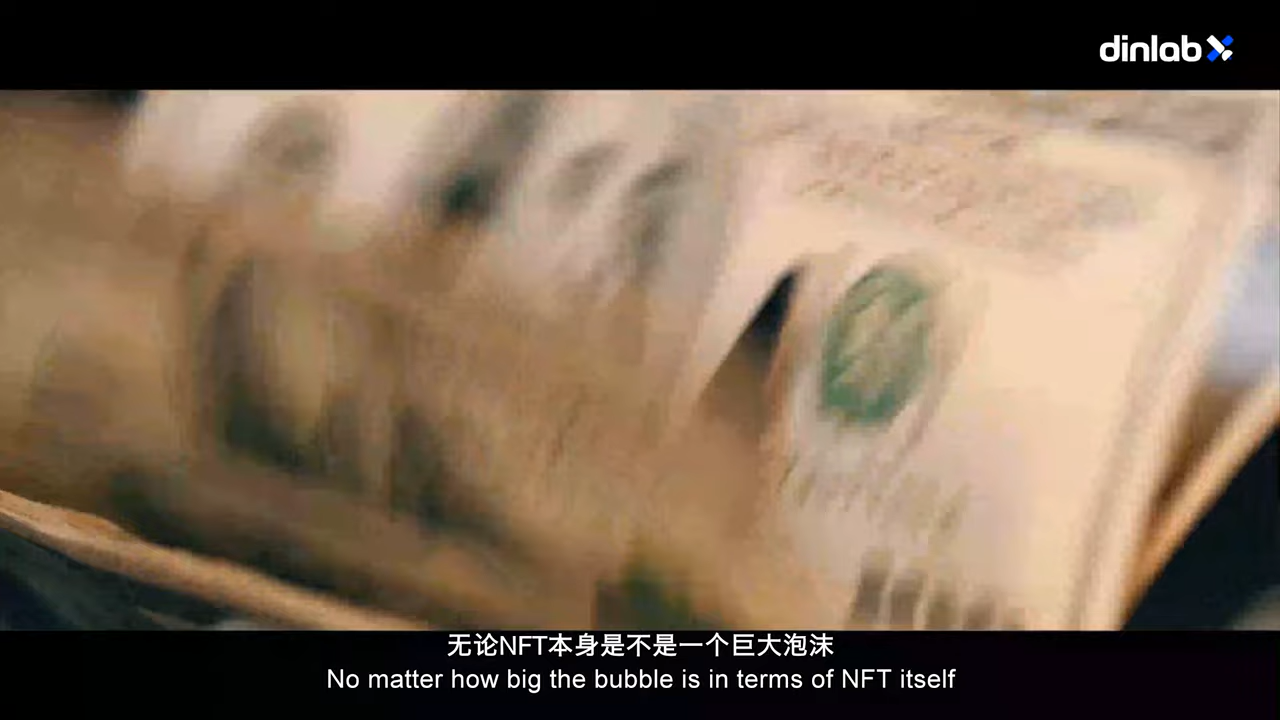 dinlab
无论NFT本身是不是一个巨大泡沫
No matter how big the bubble is in terms of NFT itself